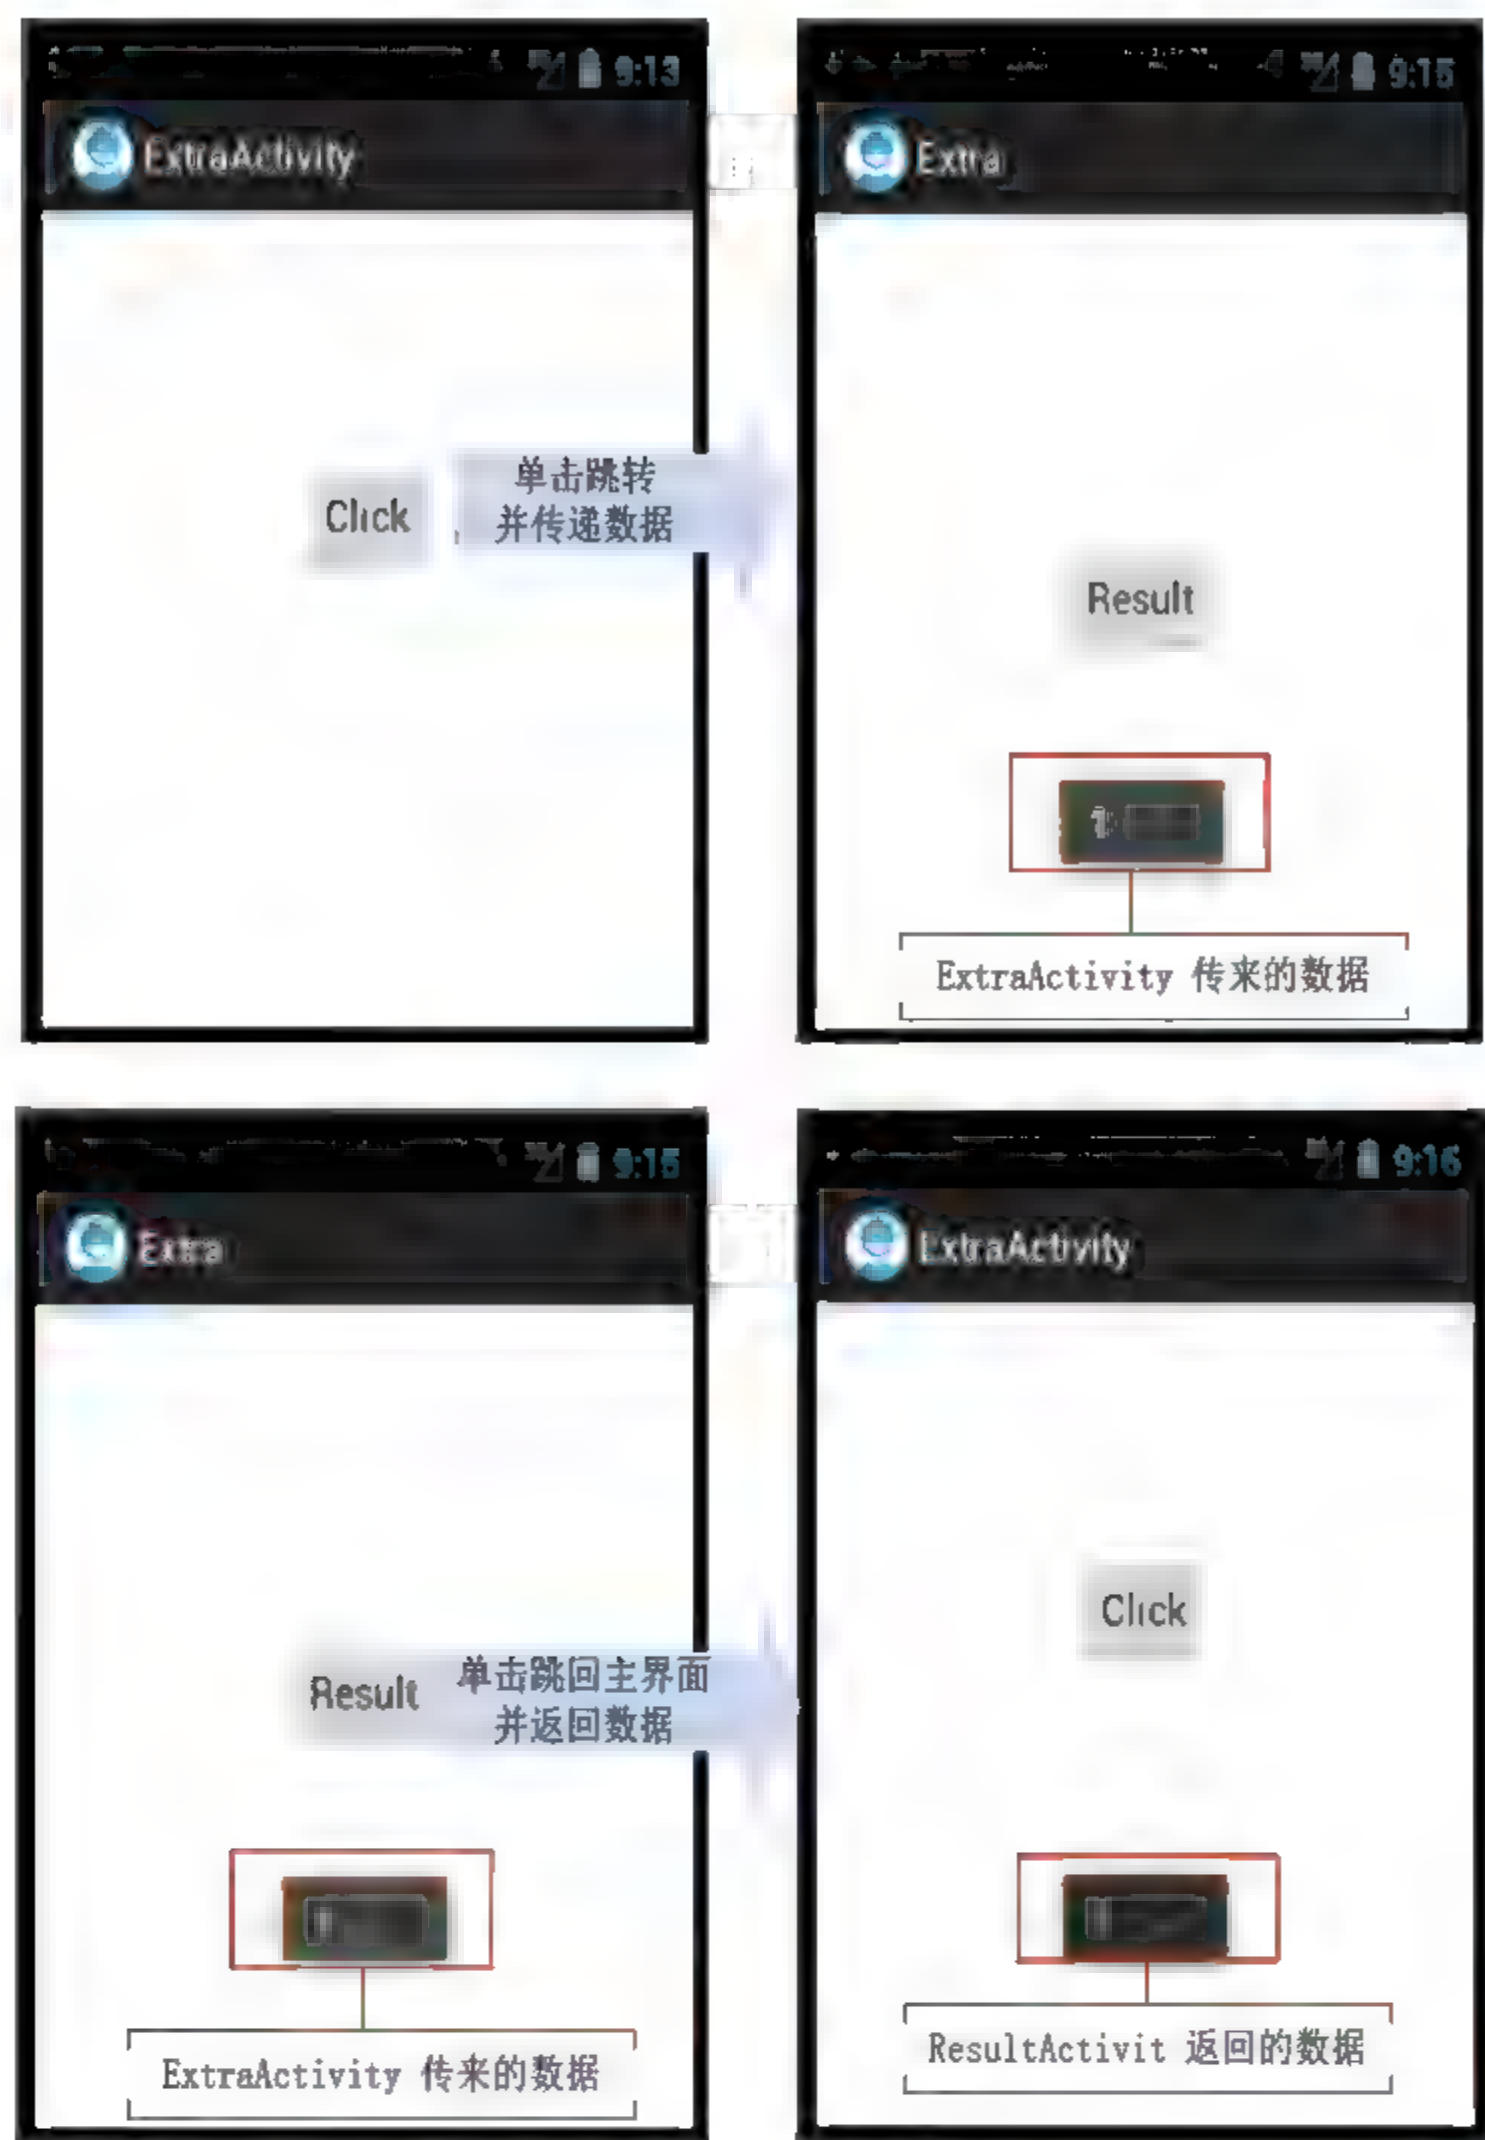 9:13
ExtraActivity
Click
单击跳转
并传递数据
9:15
Extra
Result
ExtraActivity 传来的数据
9:15
Extra
Result
单击跳回主界面
并返回数据
ExtraActivity 传来的数据
9:16
ExtraActivity
Click
ResultActivit 返回的数据